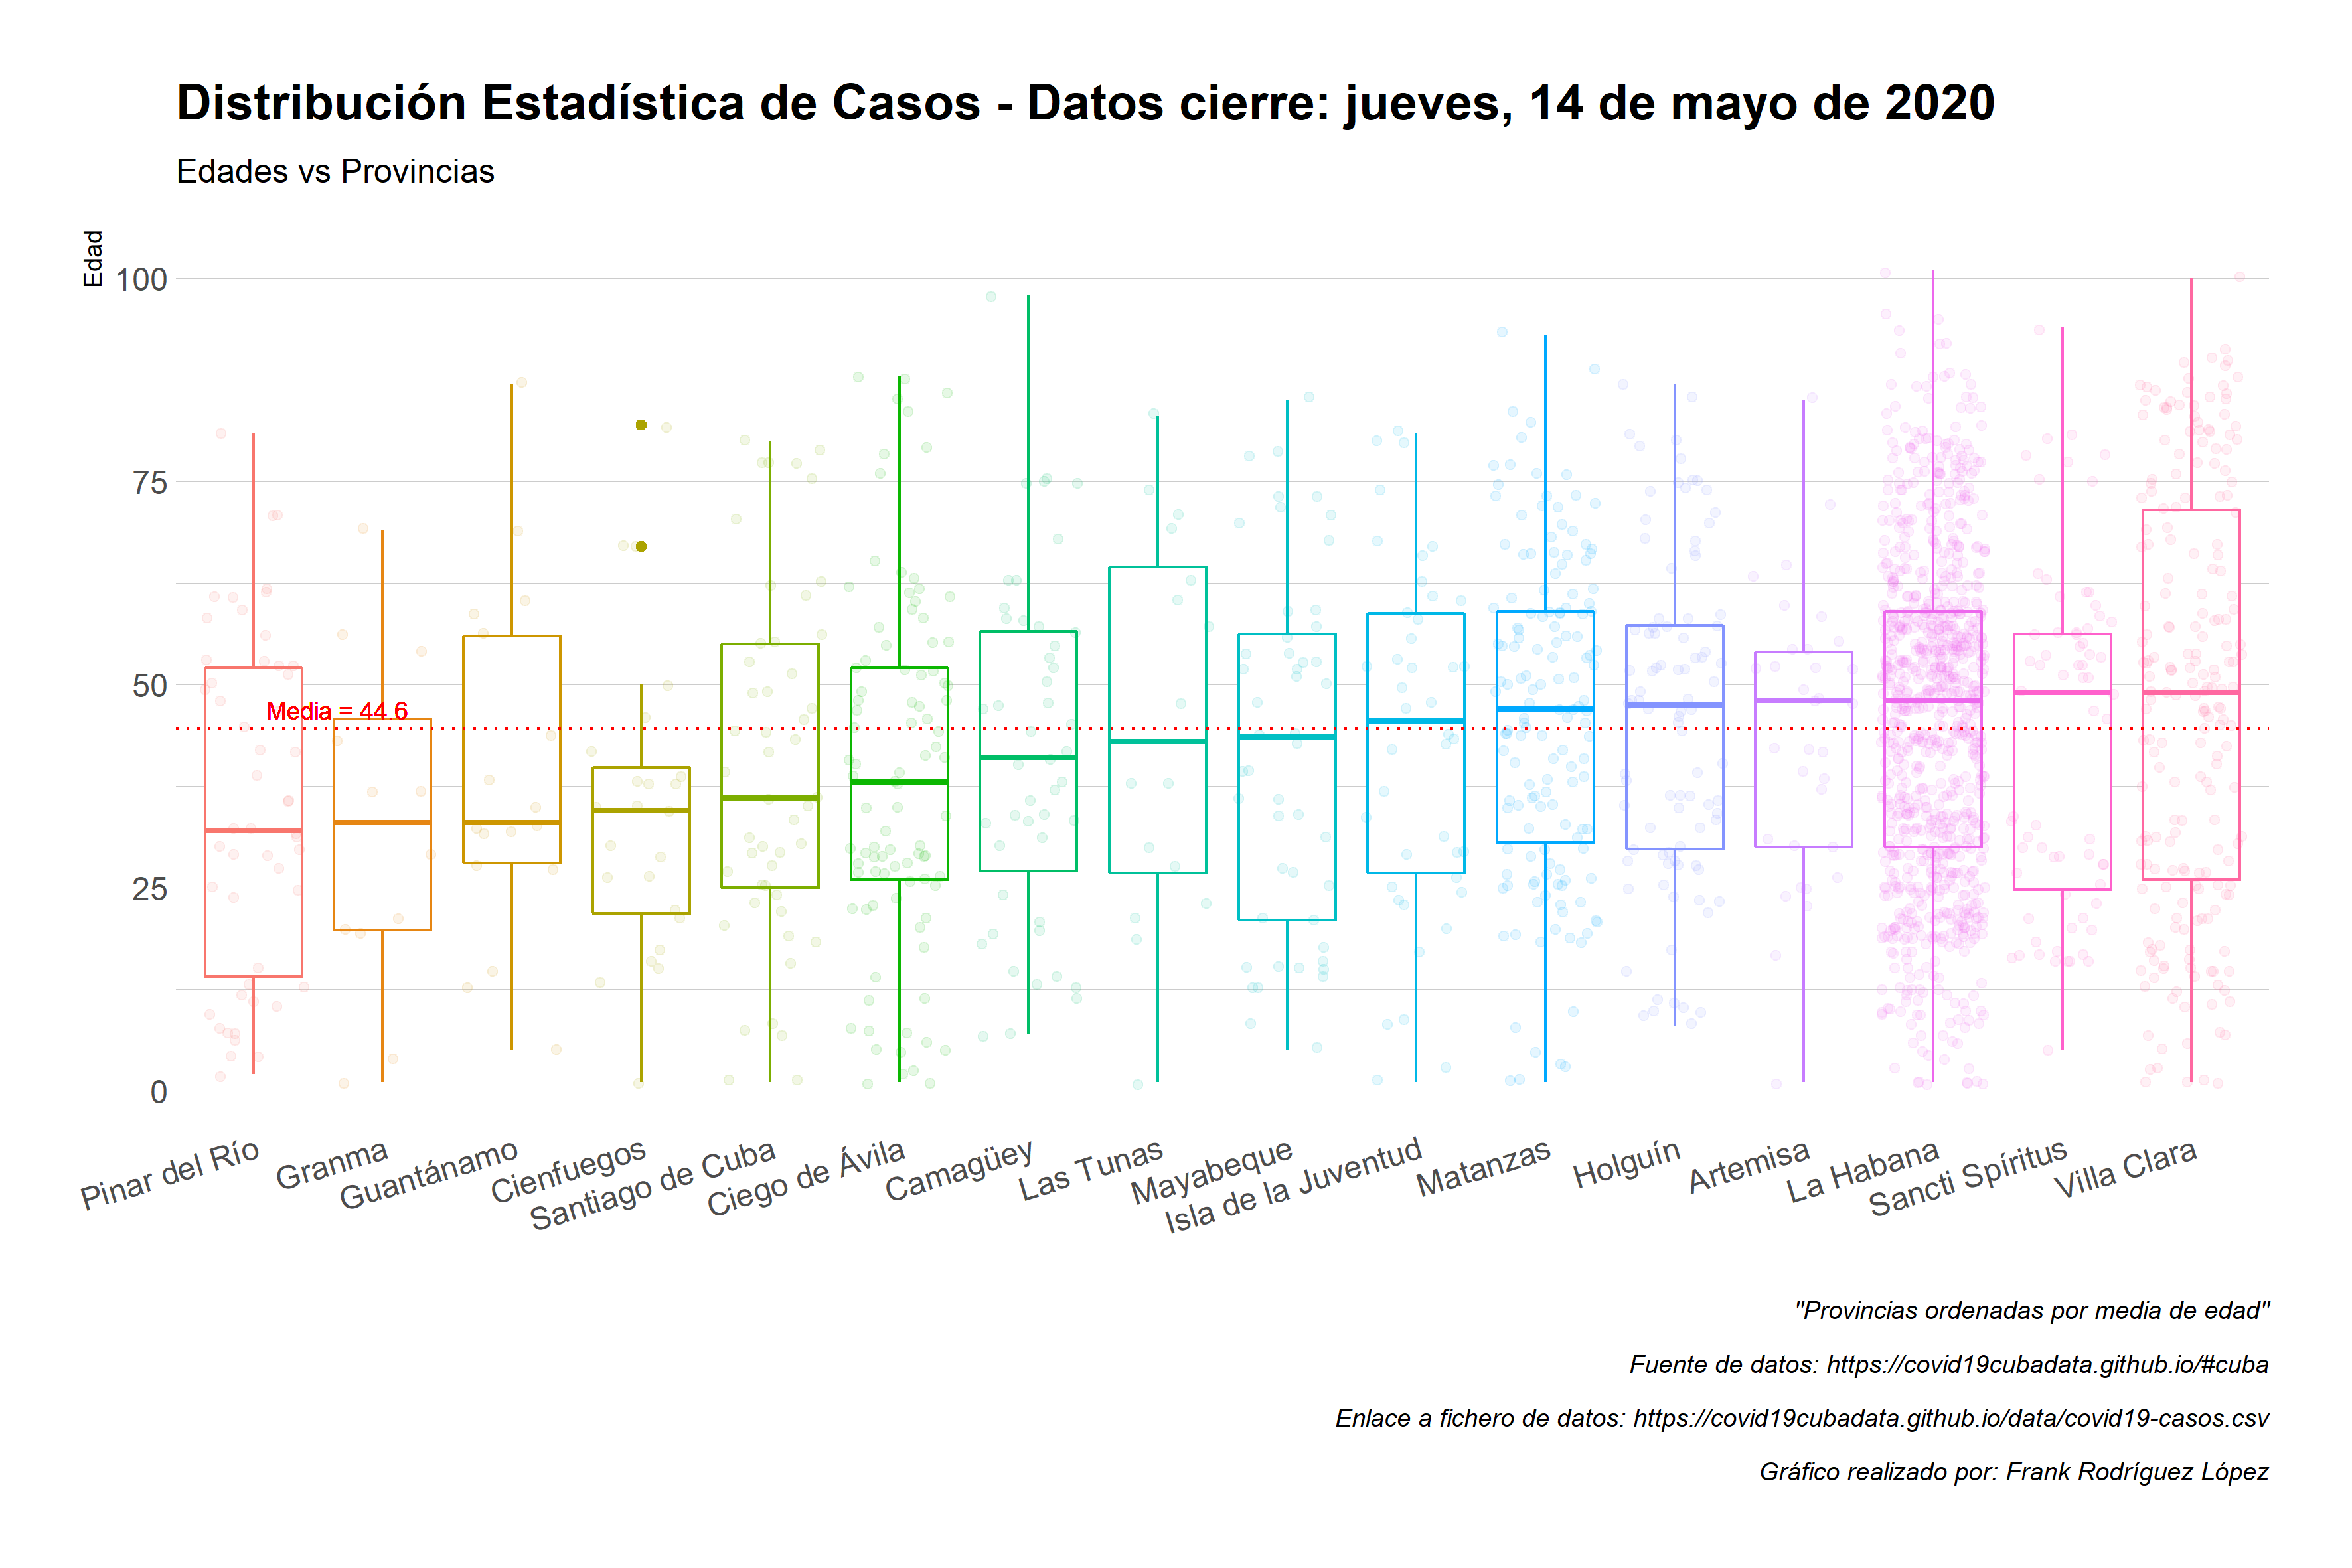 Distribución Estadística de Casos - Datos cierre: jueves, 14 de mayo de 2020
Edades vs Provincias
Edad
100
75
50
25
0
Media = 44.6
Pinar del Río
Granma
Guantánamo
Cienfuegos
Santiago de Cuba
Ciego de Ávila
Camagüey
Las Tunas
Mayabeque
Isla de la Juventud
Matanzas
Holguín
Artemisa
La Habana
Sancti Spíritus
Villa Clara
"Provincias ordenadas por media de edad"
Fuente de datos: https://covid19cubadata.github.io/#cuba
Enlace a fichero de datos: https://covid19cubadata.github.io/data/covid19-casos.csv
Gráfico realizado por: Frank Rodríguez López